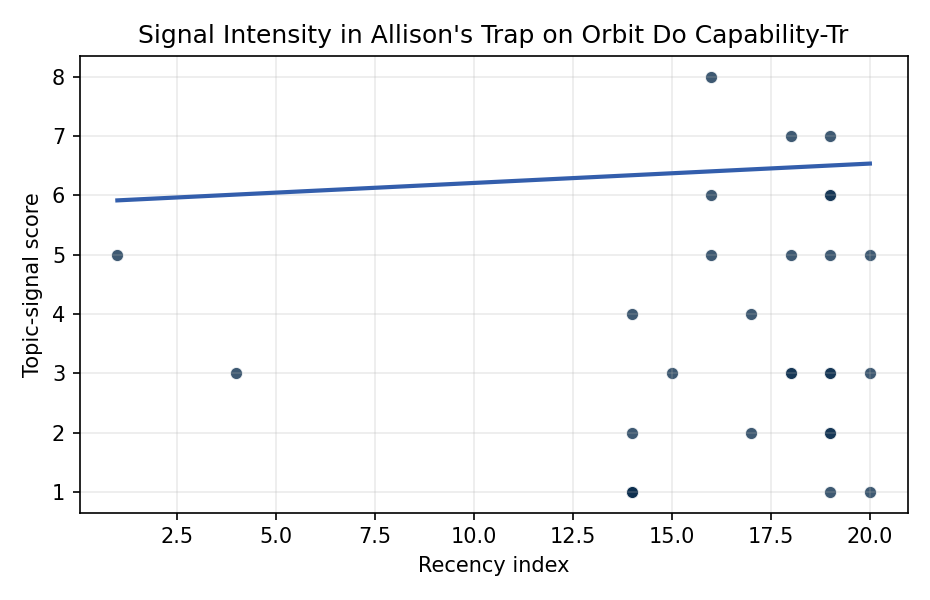 Signal Intensity in Allison's Trap on Orbit Do Capability-Tr
8
7
6
5
4
3
2
1
Topic-signal score
2.5 5.0 7.5 10.0 12.5 15.0 17.5 20.0
Recency index